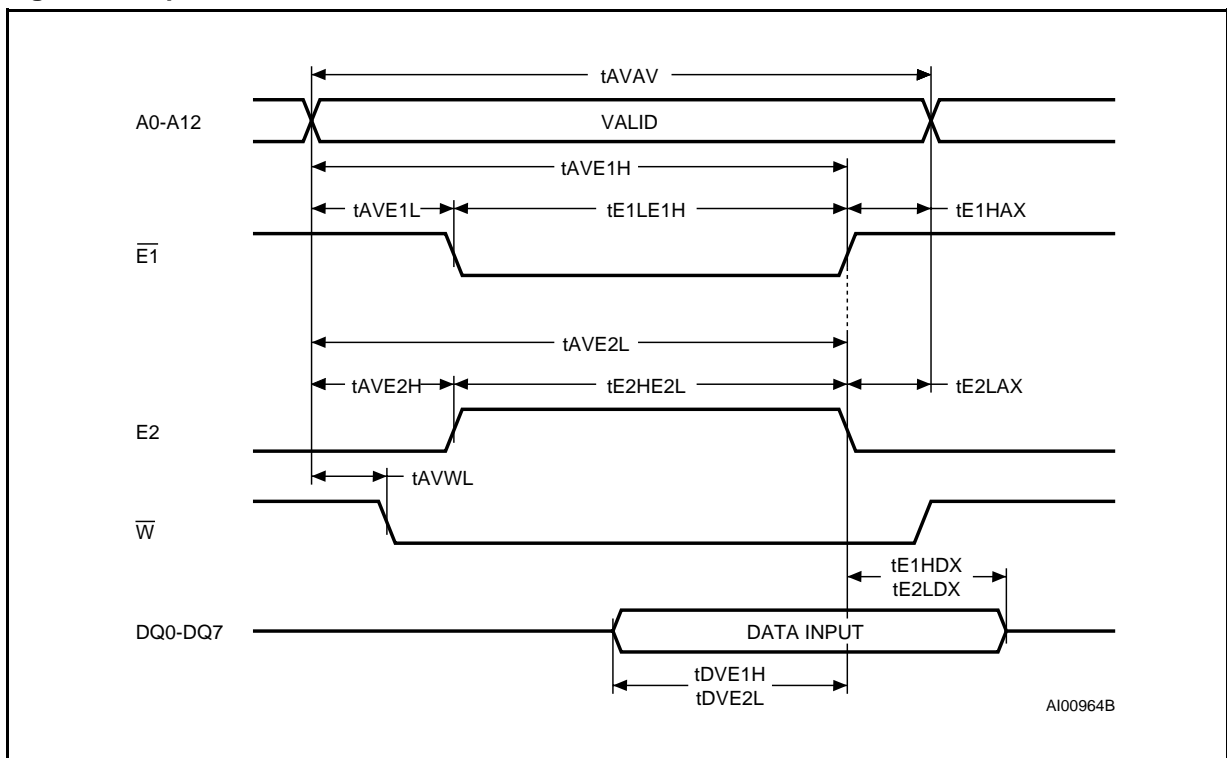 tAVAV
A0-A12 VALID
tAVE1H
tAVE1L tE1LE1H tE1HAX
E1
tAVE2L
tAVE2H tE2HE2L tE2LAX
E2
tAVWL
W
tE1HDX
tE2LDX
DQ0-DQ7 DATA INPUT
tDVE1H
tDVE2L
AI00964B